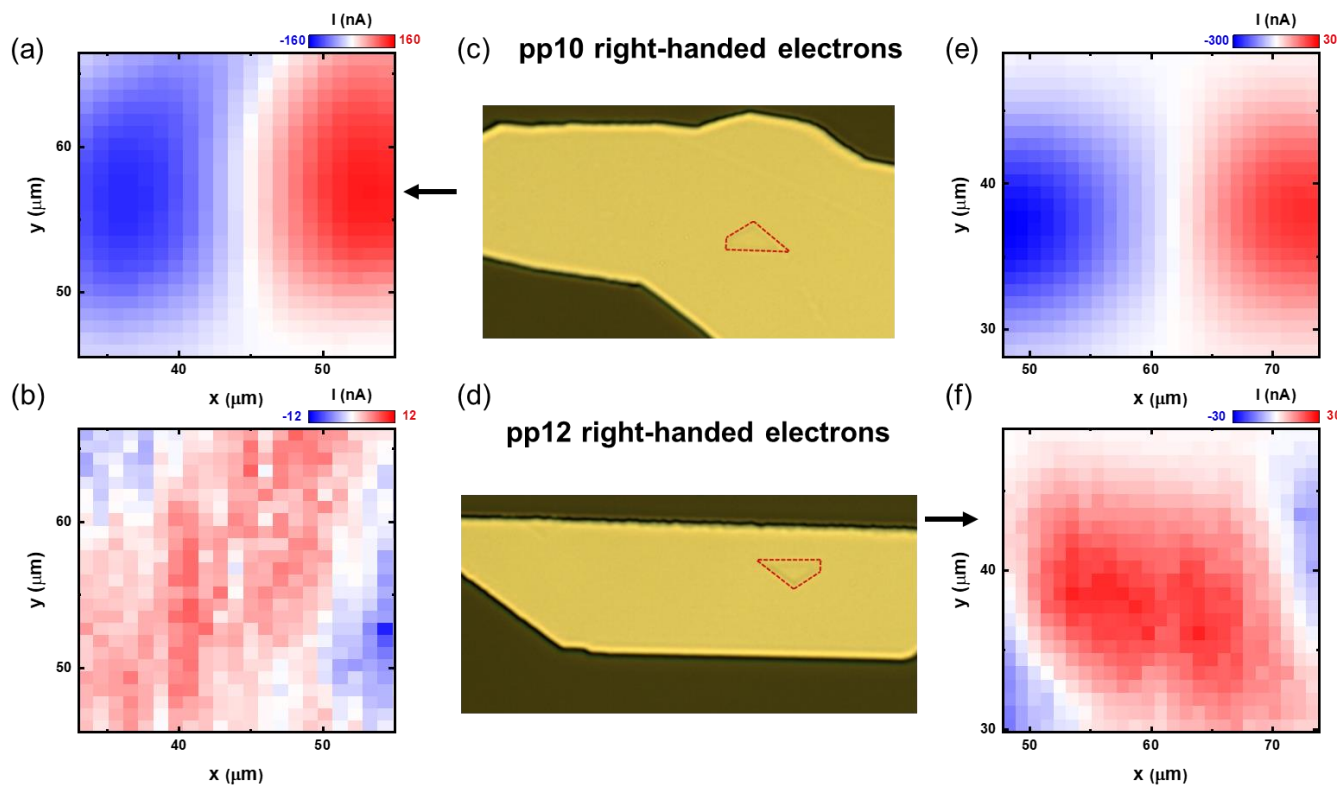 (a)
I (nA)
-160
160
y (μm)
60
50
40
50
x (μm)
(c)
pp10 right-handed electrons
(e)
I (nA)
-300
30
y (μm)
40
30
50
60
70
x (μm)
(b)
I (nA)
-12
12
y (μm)
60
50
40
50
x (μm)
(d)
pp12 right-handed electrons
(f)
I (nA)
-30
30
y (μm)
40
30
50
60
70
x (μm)